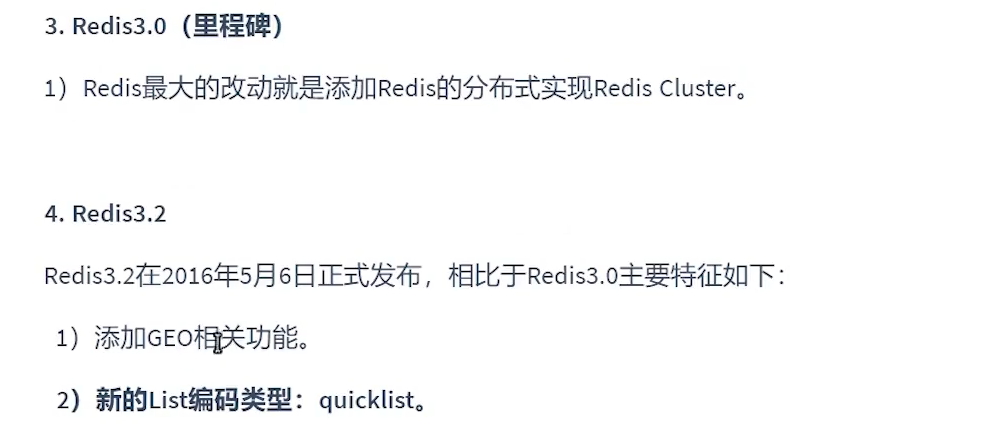 3. Redis3.0（里程碑）
1）Redis最大的改动就是添加Redis的分布式实现Redis Cluster。
4. Redis3.2
Redis3.2在2016年5月6日正式发布，相比于Redis3.0主要特征如下：
1）添加GEO相关功能。
2）新的List编码类型：quicklist。